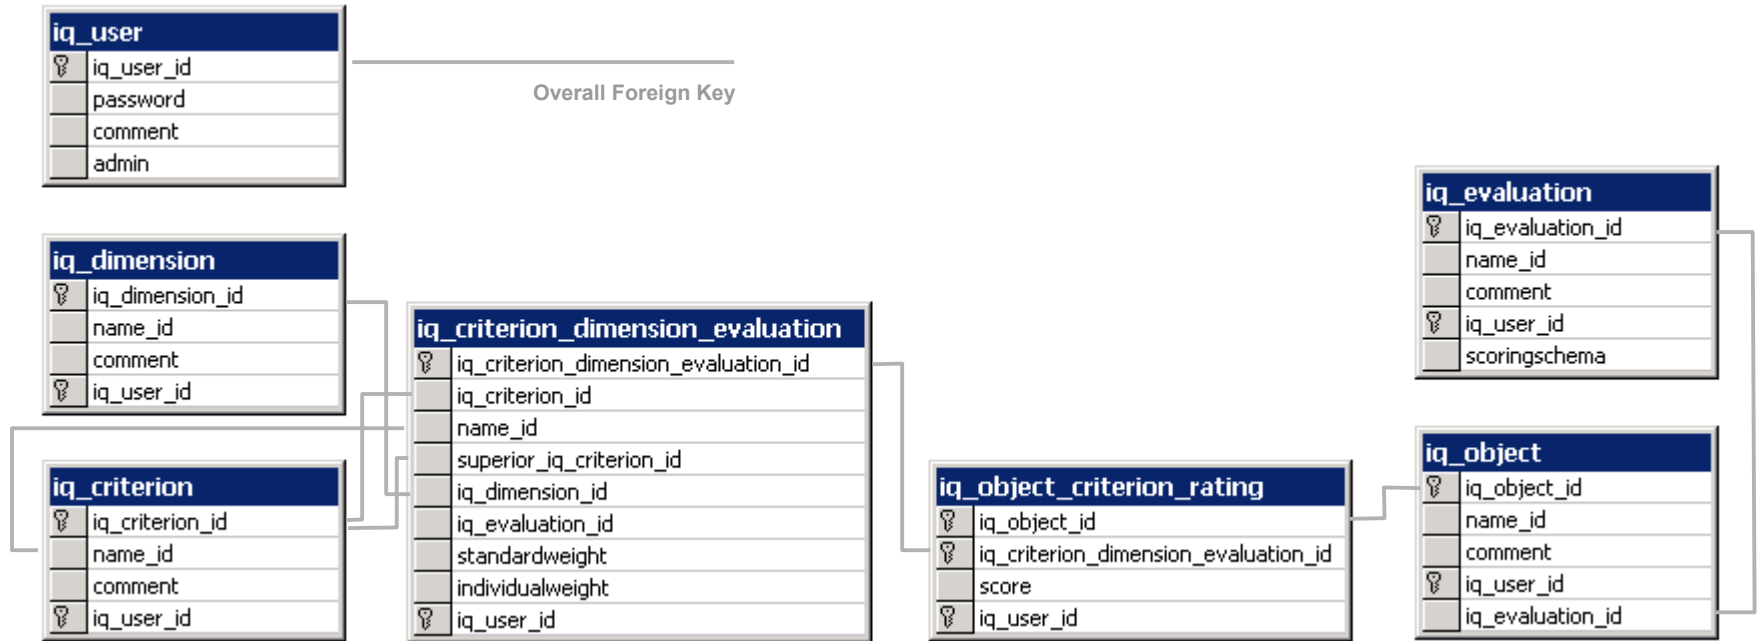 iq_user
iq_user_id
password
comment
admin
Overall Foreign Key
iq_dimension
iq_dimension_id
name_id
comment
iq_user_id
iq_criterion
iq_criterion_id
name_id
comment
iq_user_id
iq_criterion_dimension_evaluation
iq_criterion_dimension_evaluation_id
iq_criterion_id
name_id
superior_iq_criterion_id
iq_dimension_id
iq_evaluation_id
standardweight
individualweight
iq_user_id
iq_object_criterion_rating
iq_object_id
iq_criterion_dimension_evaluation_id
score
iq_user_id
iq_evaluation
iq_evaluation_id
name_id
comment
iq_user_id
scoringschema
iq_object
iq_object_id
name_id
comment
iq_user_id
iq_evaluation_id